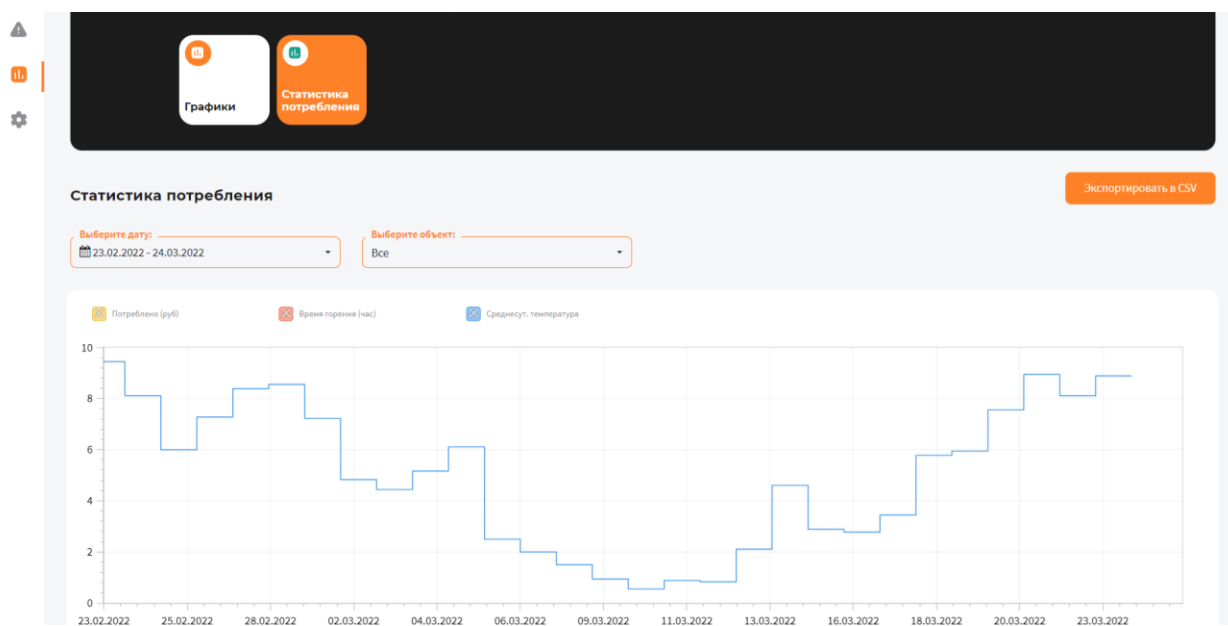 Графики
Статистика
потребления
Статистика потребления
Экспортировать в CSV
Выберите дату:
23.02.2022 - 24.03.2022
Выберите объект:
Все
Потреблено (руб)
Время горения (час)
Среднесут. температура
10
8
6
4
2
0
23.02.2022 25.02.2022 28.02.2022 02.03.2022 04.03.2022 06.03.2022 09.03.2022 11.03.2022 13.03.2022 16.03.2022 18.03.2022 20.03.2022 23.03.2022